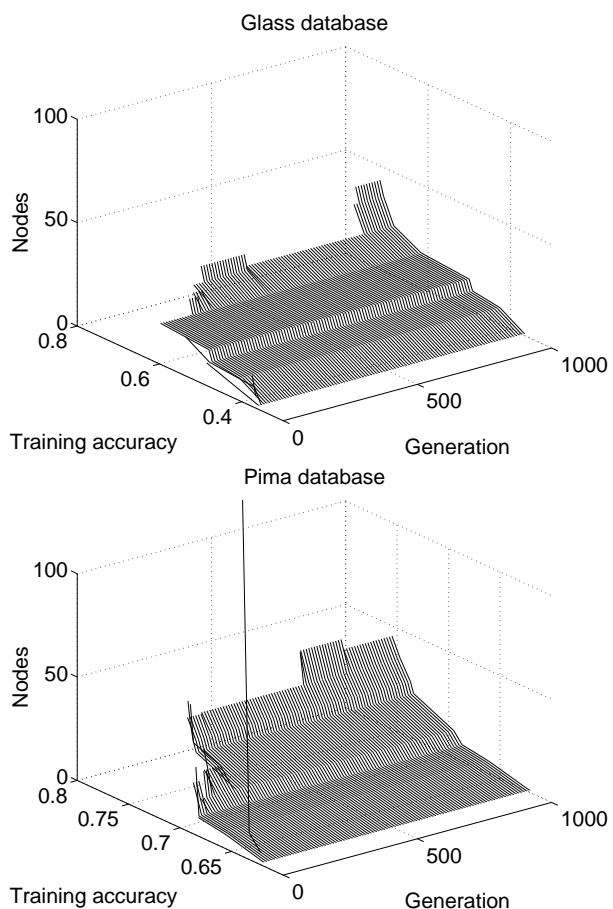 Glass database
100
50
0
Nodes
0.8
0.6
0.4
Training accuracy
0
500
1000
Generation
Pima database
100
50
0
Nodes
0.8
0.75
0.7
0.65
Training accuracy
0
500
1000
Generation